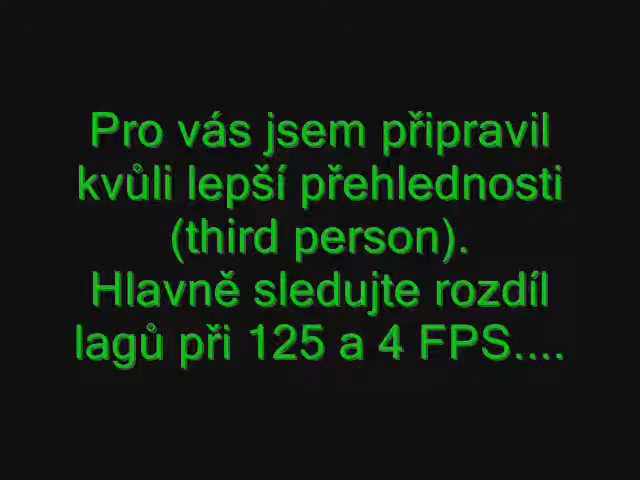 Pro vás jsem připravil
kvůli lepší přehlednosti
(third person).
Hlavně sledujte rozdíl
lagů při 125 a 4 FPS....